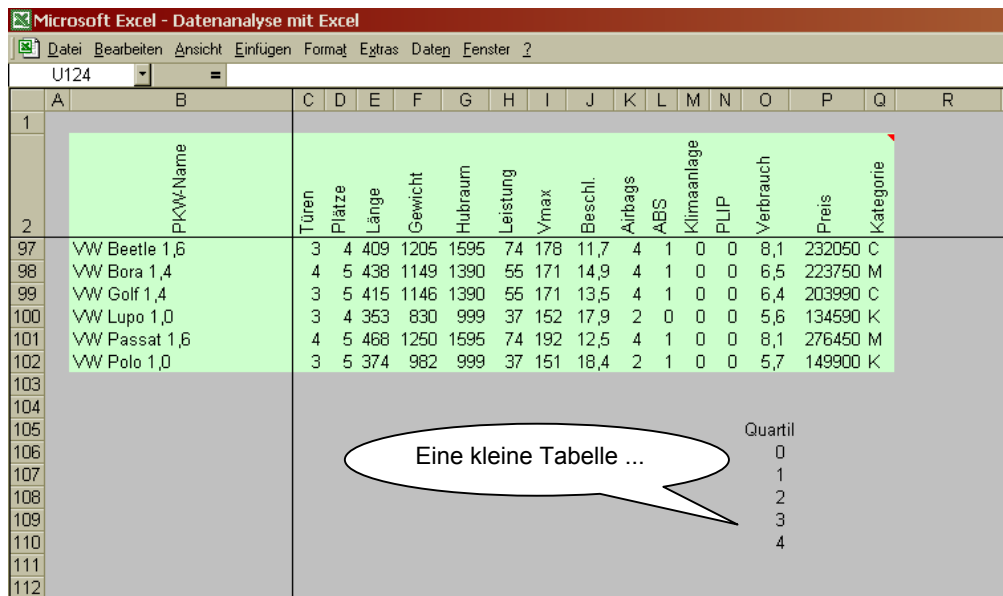 Microsoft Excel - Datenanalyse mit Excel
Datei Bearbeiten Ansicht Einfügen Format Extras Daten Fenster ?
U124 =
A B C D E F G H I J K L M N O P Q R
1
2 PKW-Name Türen Plätze Länge Gewicht Hubraum Leistung Vmax Beschl. Airbags ABS Klimaanlage PLIP Verbrauch Preis Kategorie
97 VW Beetle 1,6 3 4 409 1205 1595 74 178 11,7 4 1 0 0 8,1 232050 C
98 VW Bora 1,4 4 5 438 1149 1390 55 171 14,9 4 1 0 0 6,5 223750 M
99 VW Golf 1,4 3 5 415 1146 1390 55 171 13,5 4 1 0 0 6,4 203990 C
100 VW Lupo 1,0 3 4 353 830 999 37 152 17,9 2 0 0 0 5,6 134590 K
101 VW Passat 1,6 4 5 468 1250 1595 74 192 12,5 4 1 0 0 8,1 276450 M
102 VW Polo 1,0 3 5 374 982 999 37 151 18,4 2 1 0 0 5,7 149900 K
103
104
105 Quartil
106 Eine kleine Tabelle ... 0
107 1
108 2
109 3
110 4
111
112